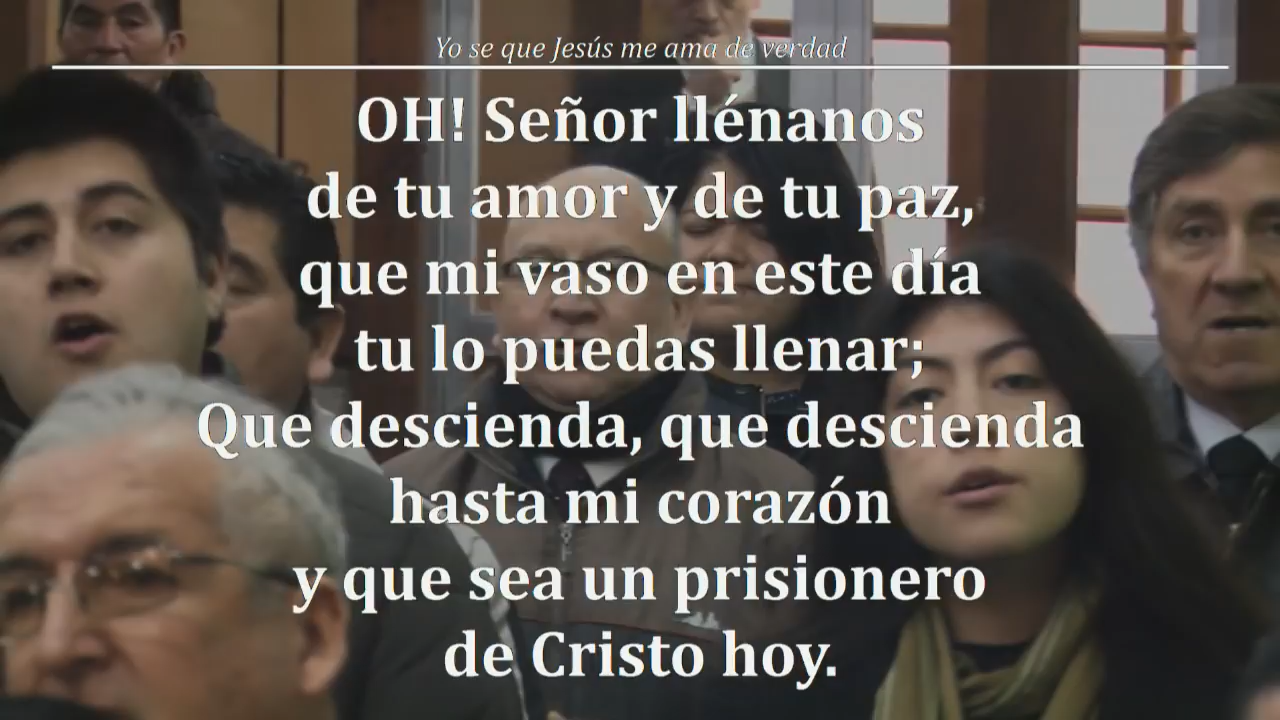 Yo se que Jesús me ama de verdad
OH! Señor llénanos
de tu amor y de tu paz,
que mi vaso en este día
tu lo puedas llenar;
Que descienda, que descienda
hasta mi corazón
y que sea un prisionero
de Cristo hoy.